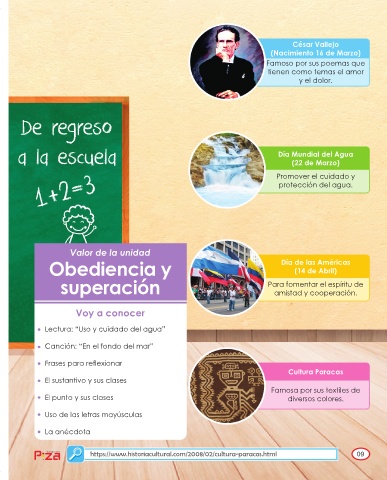 César Vallejo
(Nacimiento 16 de Marzo)
Famoso por sus poemas que
tienen como temas el amor
y el dolor.
De regreso
a la escuela
1+2=3
Día Mundial del Agua
(22 de Marzo)
Promover el cuidado y
protección del agua.
Valor de la unidad
Obediencia y
superación
Voy a conocer
• Lectura: “Uso y cuidado del agua”
• Canción: “En el fondo del mar”
• Frases para reflexionar
• El sustantivo y sus clases
• El punto y sus clases
• Uso de las letras mayúsculas
• La anécdota
Día de las Américas
(14 de Abril)
Para fomentar el espíritu de
amistad y cooperación.
Cultura Paracas
Famosa por sus textiles de
diversos colores.
https://www.historiacultural.com/2008/02/cultura-paracas.html
09